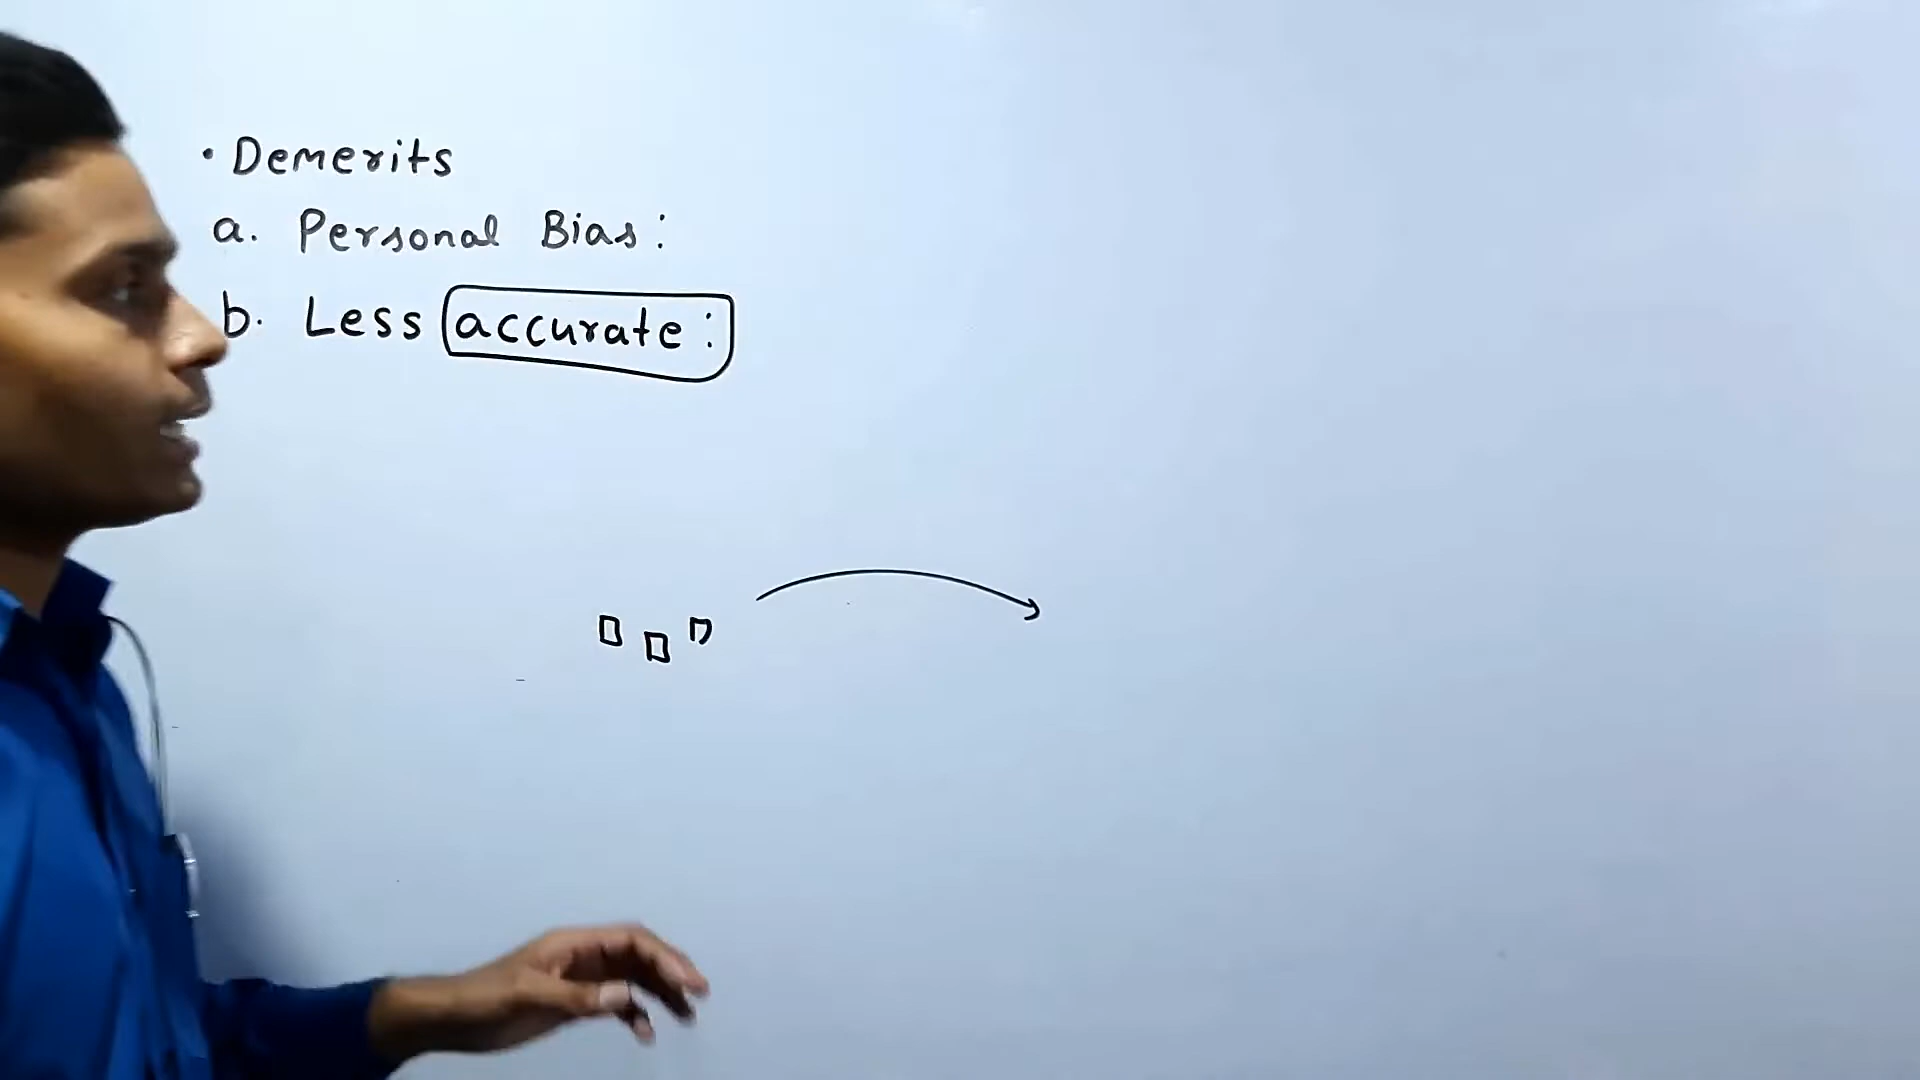 • Demerits
a. Personal Bias:
b. Less accurate: